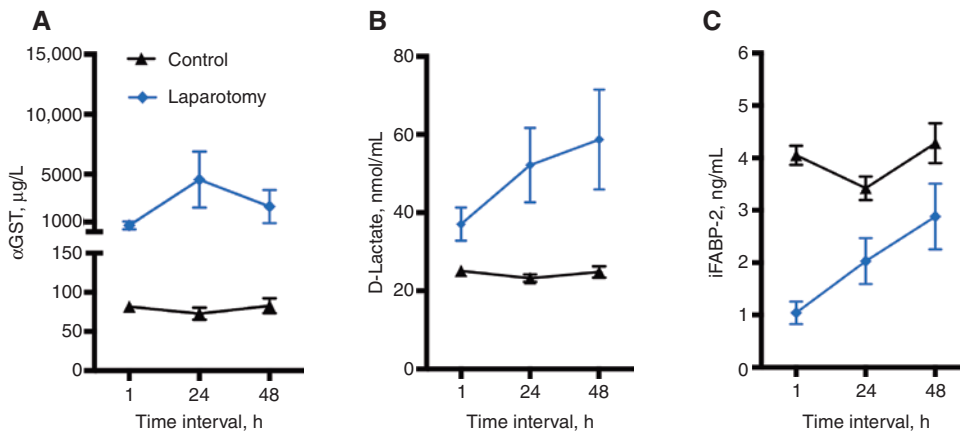 A
αGST, µg/L
15,000
10,000
5000
1000
150
100
50
0
Control
Laparotomy
1 24 48
Time interval, h
B
D-Lactate, nmol/mL
80
60
40
20
0
1 24 48
Time interval, h
C
iFABP-2, ng/mL
6
5
4
3
2
1
0
1 24 48
Time interval, h